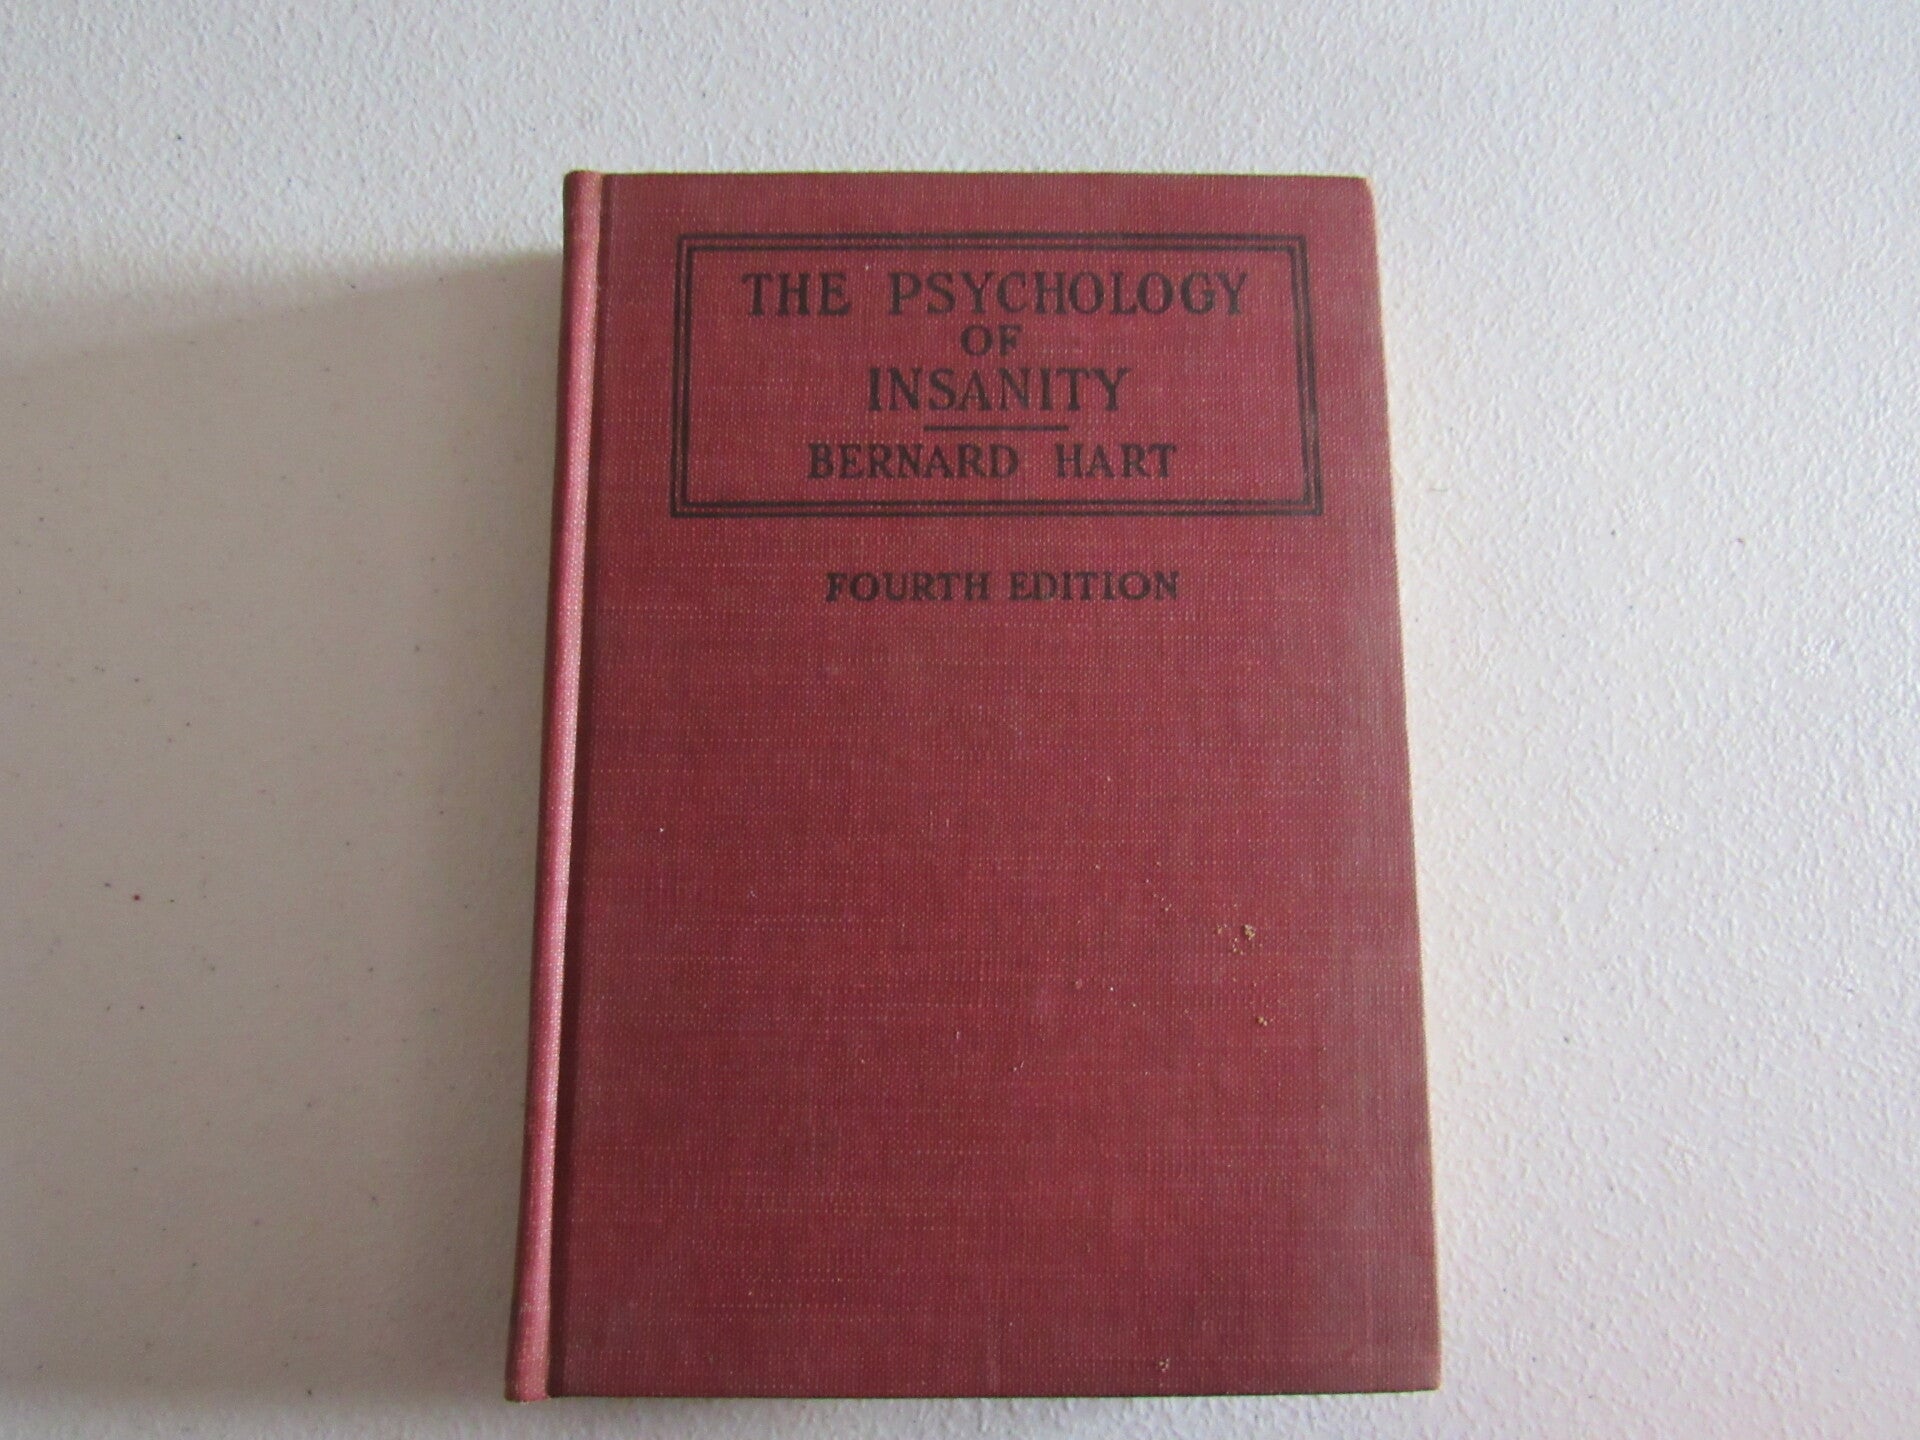 THE PSYCHOLOGY
OF
INSANITY
BERNARD HART
FOURTH EDITION